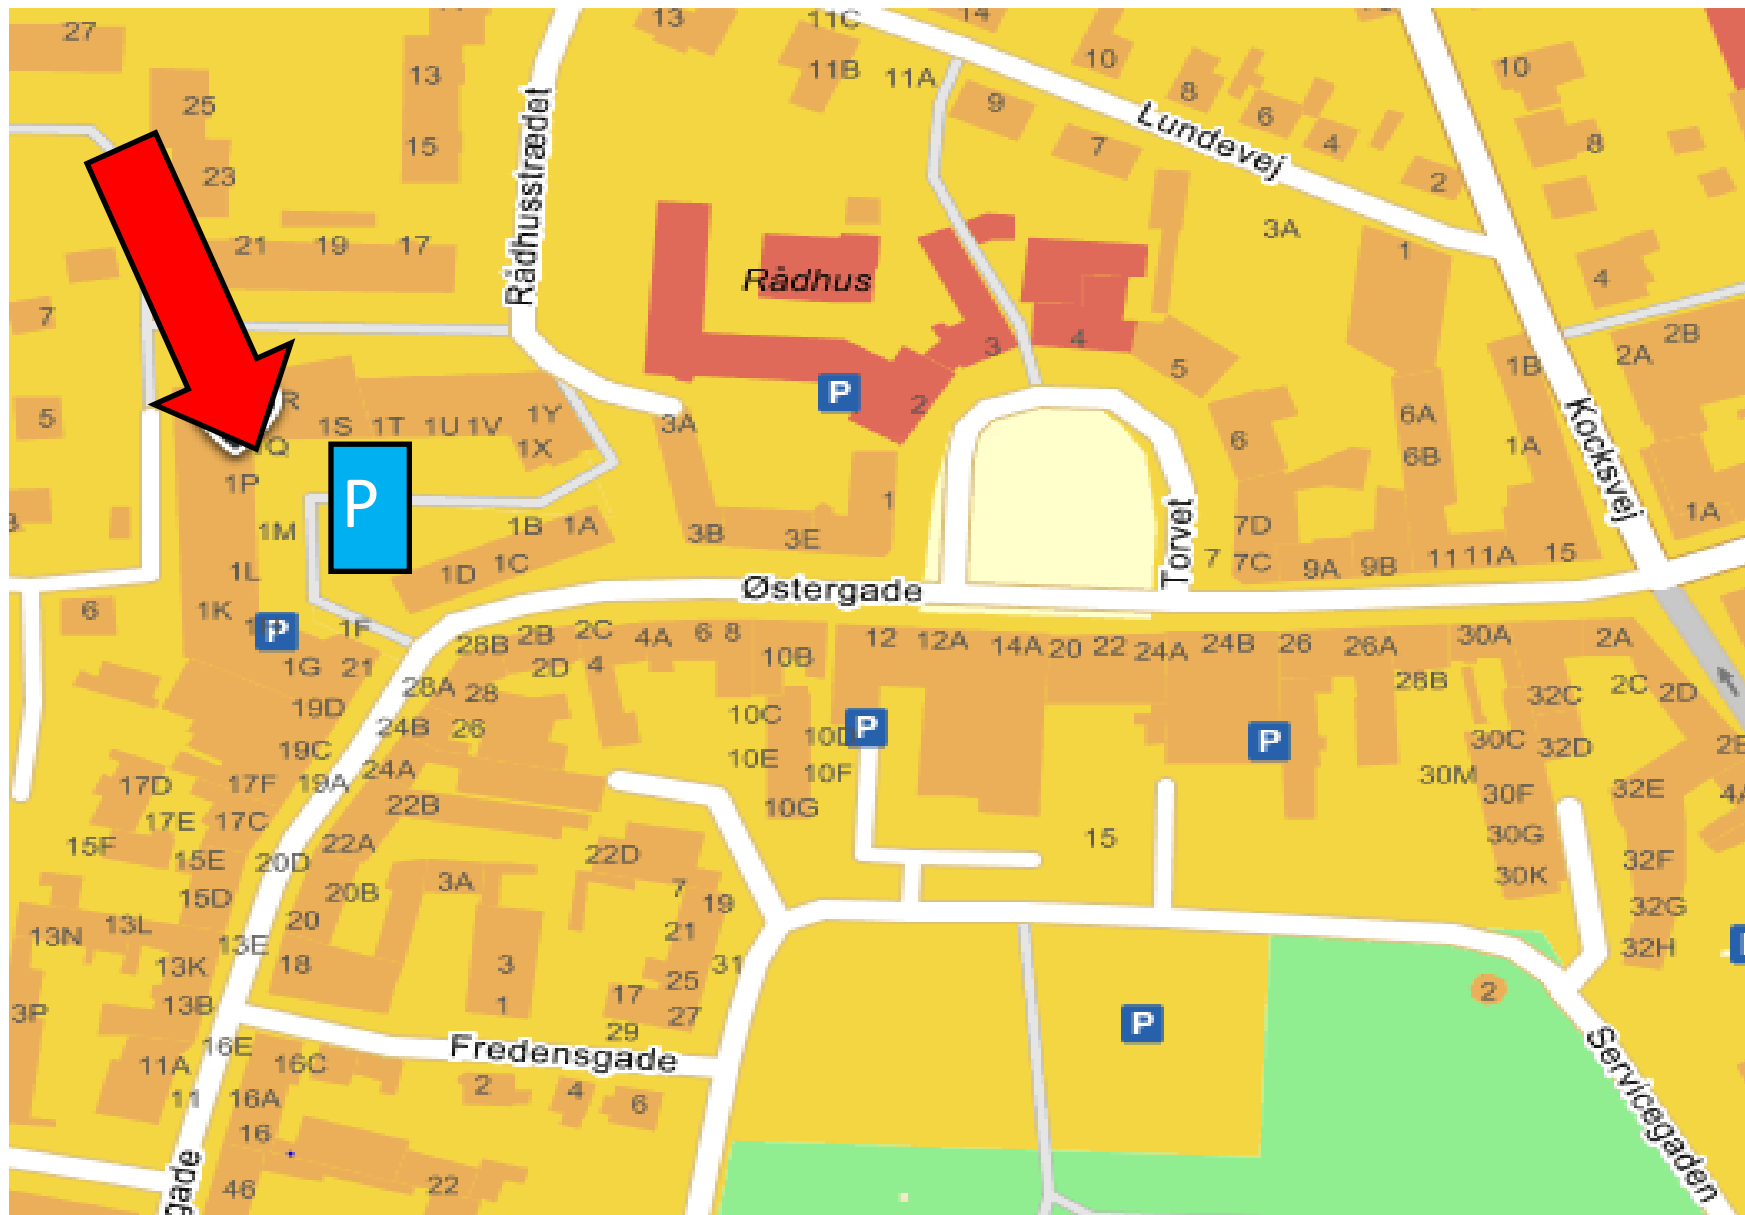 27
13
11C
14
10
10
13
11B
11A
8
25
9
6
Lundevej
4
15
7
8
23
2
Rådhusstrædet
3A
21
19
17
1
Rådhus
4
7
2B
3
4
2A
5
1B
P
R
5
1S
1T
1U
1V
1Y
3A
2
6A
Kocksvej
Q
1X
6
6B
1A
1P
P
1
1M
1B
1A
3B
3E
Torvet
7D
1A
1L
1D
1C
7
7C
9A
9B
11
11A
15
Østergade
6
1K
P
1F
28B
2B
2C
4A
6
8
12
12A
14A
20
22
24A
24B
26
26A
30A
2A
1G
21
2D
4
10B
28A
28
28B
32C
2C
2D
19D
10C
24B
26
P
P
30C
32D
19C
10E
10F
24A
30M
17D
17F
19A
22B
10G
30F
32E
17E
17C
15
30G
15F
15E
20D
22A
22D
30K
32F
15D
20B
3A
7
19
32G
13N
13L
13E
20
21
31
32H
13K
18
3
25
17
2
13B
1
27
P
3P
29
16E
Fredensgade
11A
16C
2
4
6
11
16A
16
Servicegaden
46
22
gade